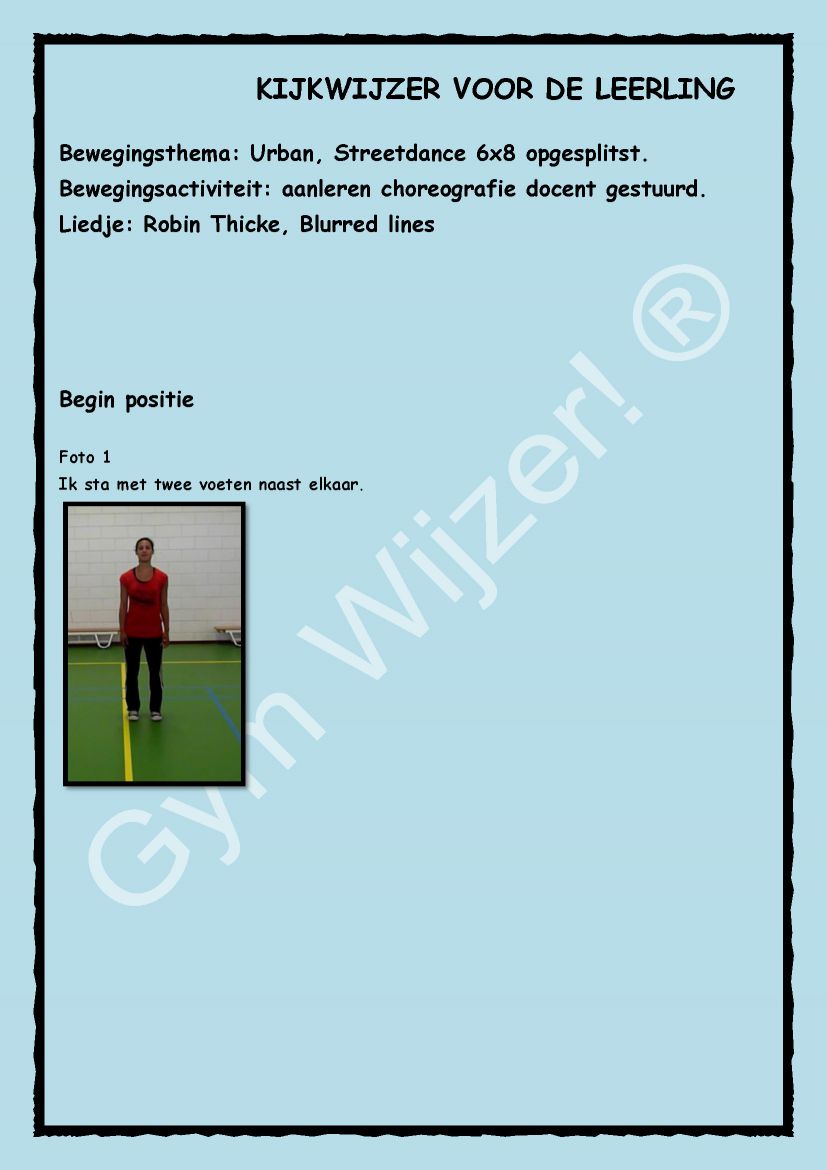 KIJKWIJZER VOOR DE LEERLING
Bewegingsthema: Urban, Streetdance 6x8 opgesplitst.
Bewegingsactiviteit: aanleren choreografie docent gestuurd.
Liedje: Robin Thicke, Blurred lines
Begin positie
Foto 1
Ik sta met twee voeten naast elkaar.
Gym Wijzer! ®